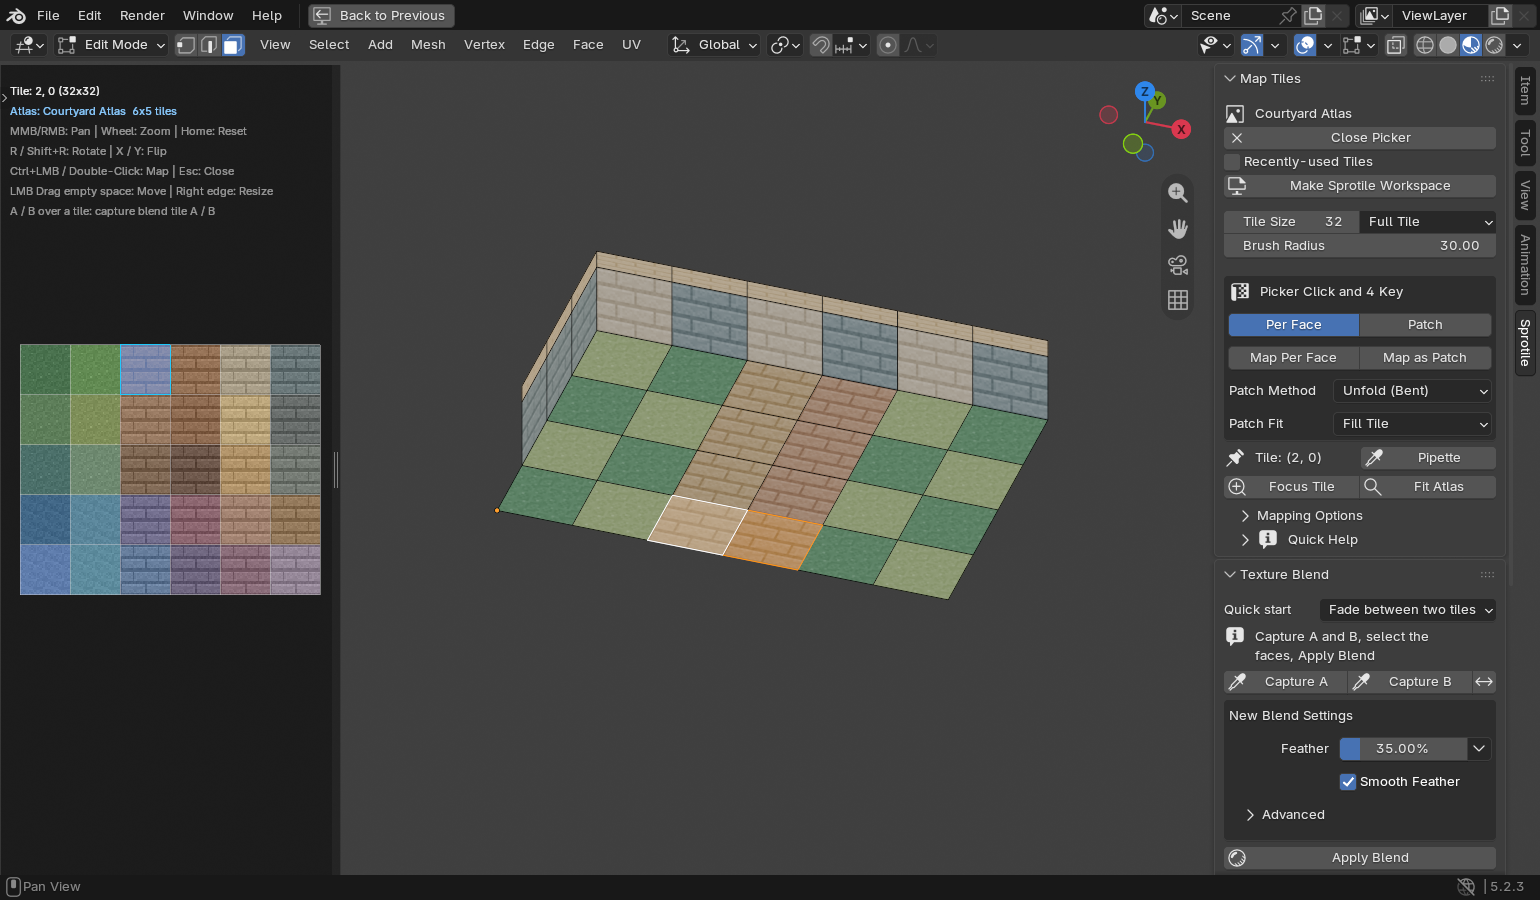 File Edit Render Window Help Back to Previous Scene ViewLayer
Edit Mode View Select Add Mesh Vertex Edge Face UV Global
Tile: 2, 0 (32x32)
Atlas: Courtyard Atlas 6x5 tiles
MMB/RMB: Pan | Wheel: Zoom | Home: Reset
R / Shift+R: Rotate | X / Y: Flip
Ctrl+LMB / Double-Click: Map | Esc: Close
LMB Drag empty space: Move | Right edge: Resize
A / B over a tile: capture blend tile A / B
Z
Y
X
Map Tiles
Courtyard Atlas
Close Picker
Recently-used Tiles
Make Sprotile Workspace
Tile Size 32 Full Tile
Brush Radius 30.00
Picker Click and 4 Key
Per Face Patch
Map Per Face Map as Patch
Patch Method Unfold (Bent)
Patch Fit Fill Tile
Tile: (2, 0) Pipette
Focus Tile Fit Atlas
Mapping Options
Quick Help
Texture Blend
Quick start Fade between two tiles
Capture A and B, select the
faces, Apply Blend
Capture A Capture B
New Blend Settings
Feather 35.00%
Smooth Feather
Advanced
Apply Blend
Item
Tool
View
Animation
Sprotile
Pan View 5.2.3